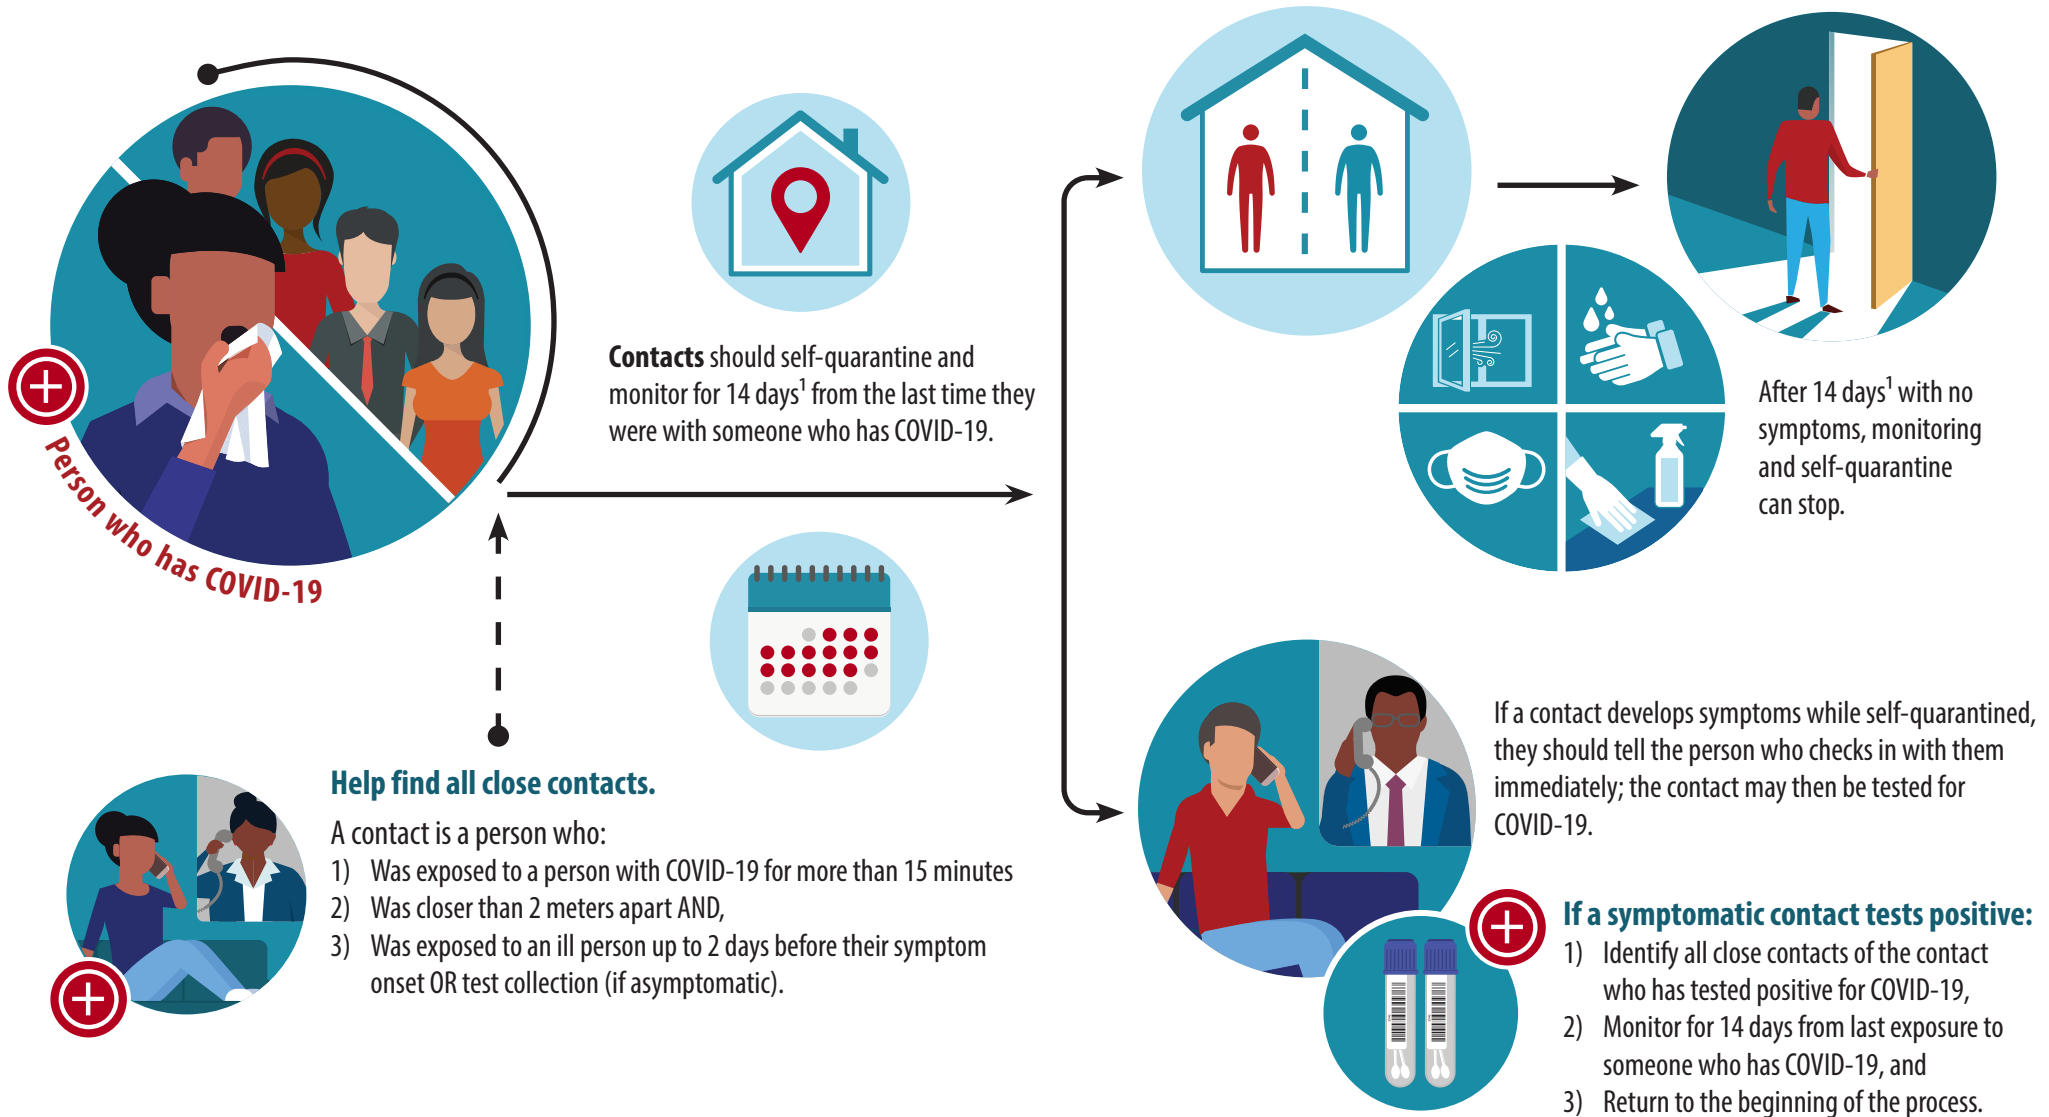 Person who has COVID-19
Contacts should self-quarantine and
monitor for 14 days¹ from the last time they
were with someone who has COVID-19.
Help find all close contacts.
A contact is a person who:
1) Was exposed to a person with COVID-19 for more than 15 minutes
2) Was closer than 2 meters apart AND,
3) Was exposed to an ill person up to 2 days before their symptom
onset OR test collection (if asymptomatic).
After 14 days¹ with no
symptoms, monitoring
and self-quarantine
can stop.
If a contact develops symptoms while self-quarantined,
they should tell the person who checks in with them
immediately; the contact may then be tested for
COVID-19.
If a symptomatic contact tests positive:
1) Identify all close contacts of the contact
who has tested positive for COVID-19,
2) Monitor for 14 days from last exposure to
someone who has COVID-19, and
3) Return to the beginning of the process.